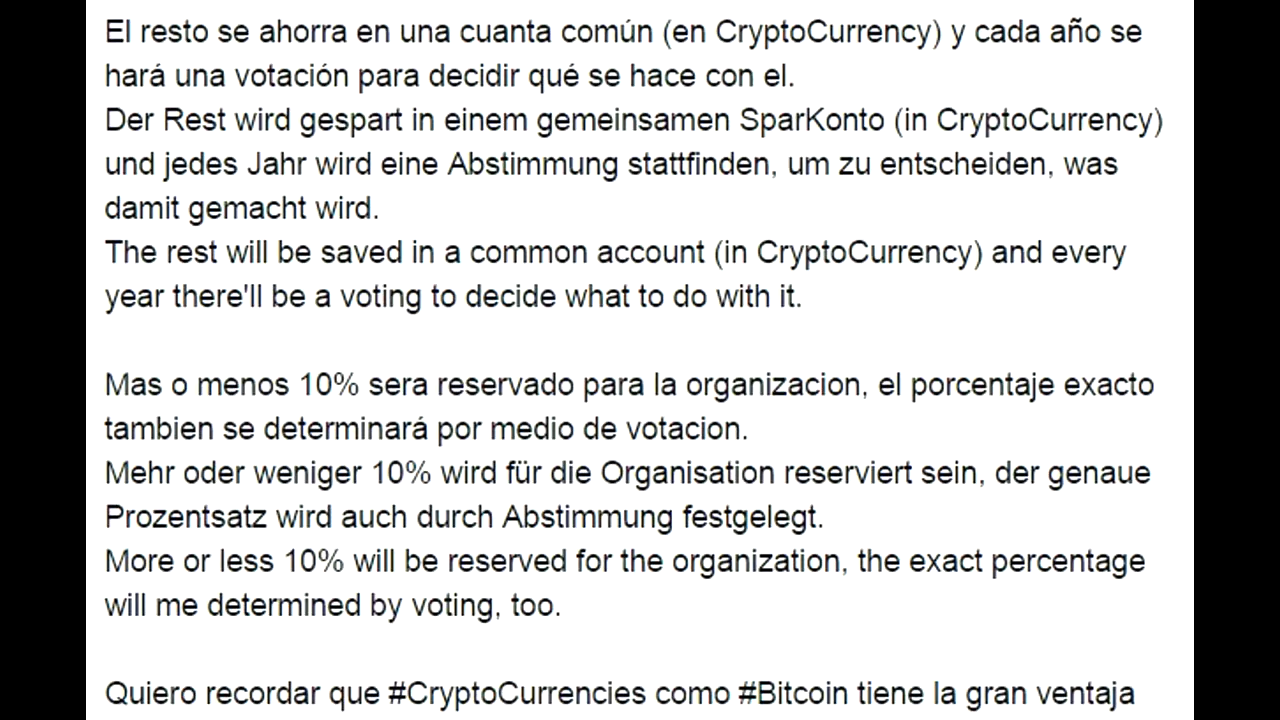 El resto se ahorra en una cuanta común (en CryptoCurrency) y cada año se
hará una votación para decidir qué se hace con el.
Der Rest wird gespart in einem gemeinsamen SparKonto (in CryptoCurrency)
und jedes Jahr wird eine Abstimmung stattfinden, um zu entscheiden, was
damit gemacht wird.
The rest will be saved in a common account (in CryptoCurrency) and every
year there'll be a voting to decide what to do with it.
Mas o menos 10% sera reservado para la organizacion, el porcentaje exacto
tambien se determinará por medio de votacion.
Mehr oder weniger 10% wird für die Organisation reserviert sein, der genaue
Prozentsatz wird auch durch Abstimmung festgelegt.
More or less 10% will be reserved for the organization, the exact percentage
will me determined by voting, too.
Quiero recordar que #CryptoCurrencies como #Bitcoin tiene la gran ventaja